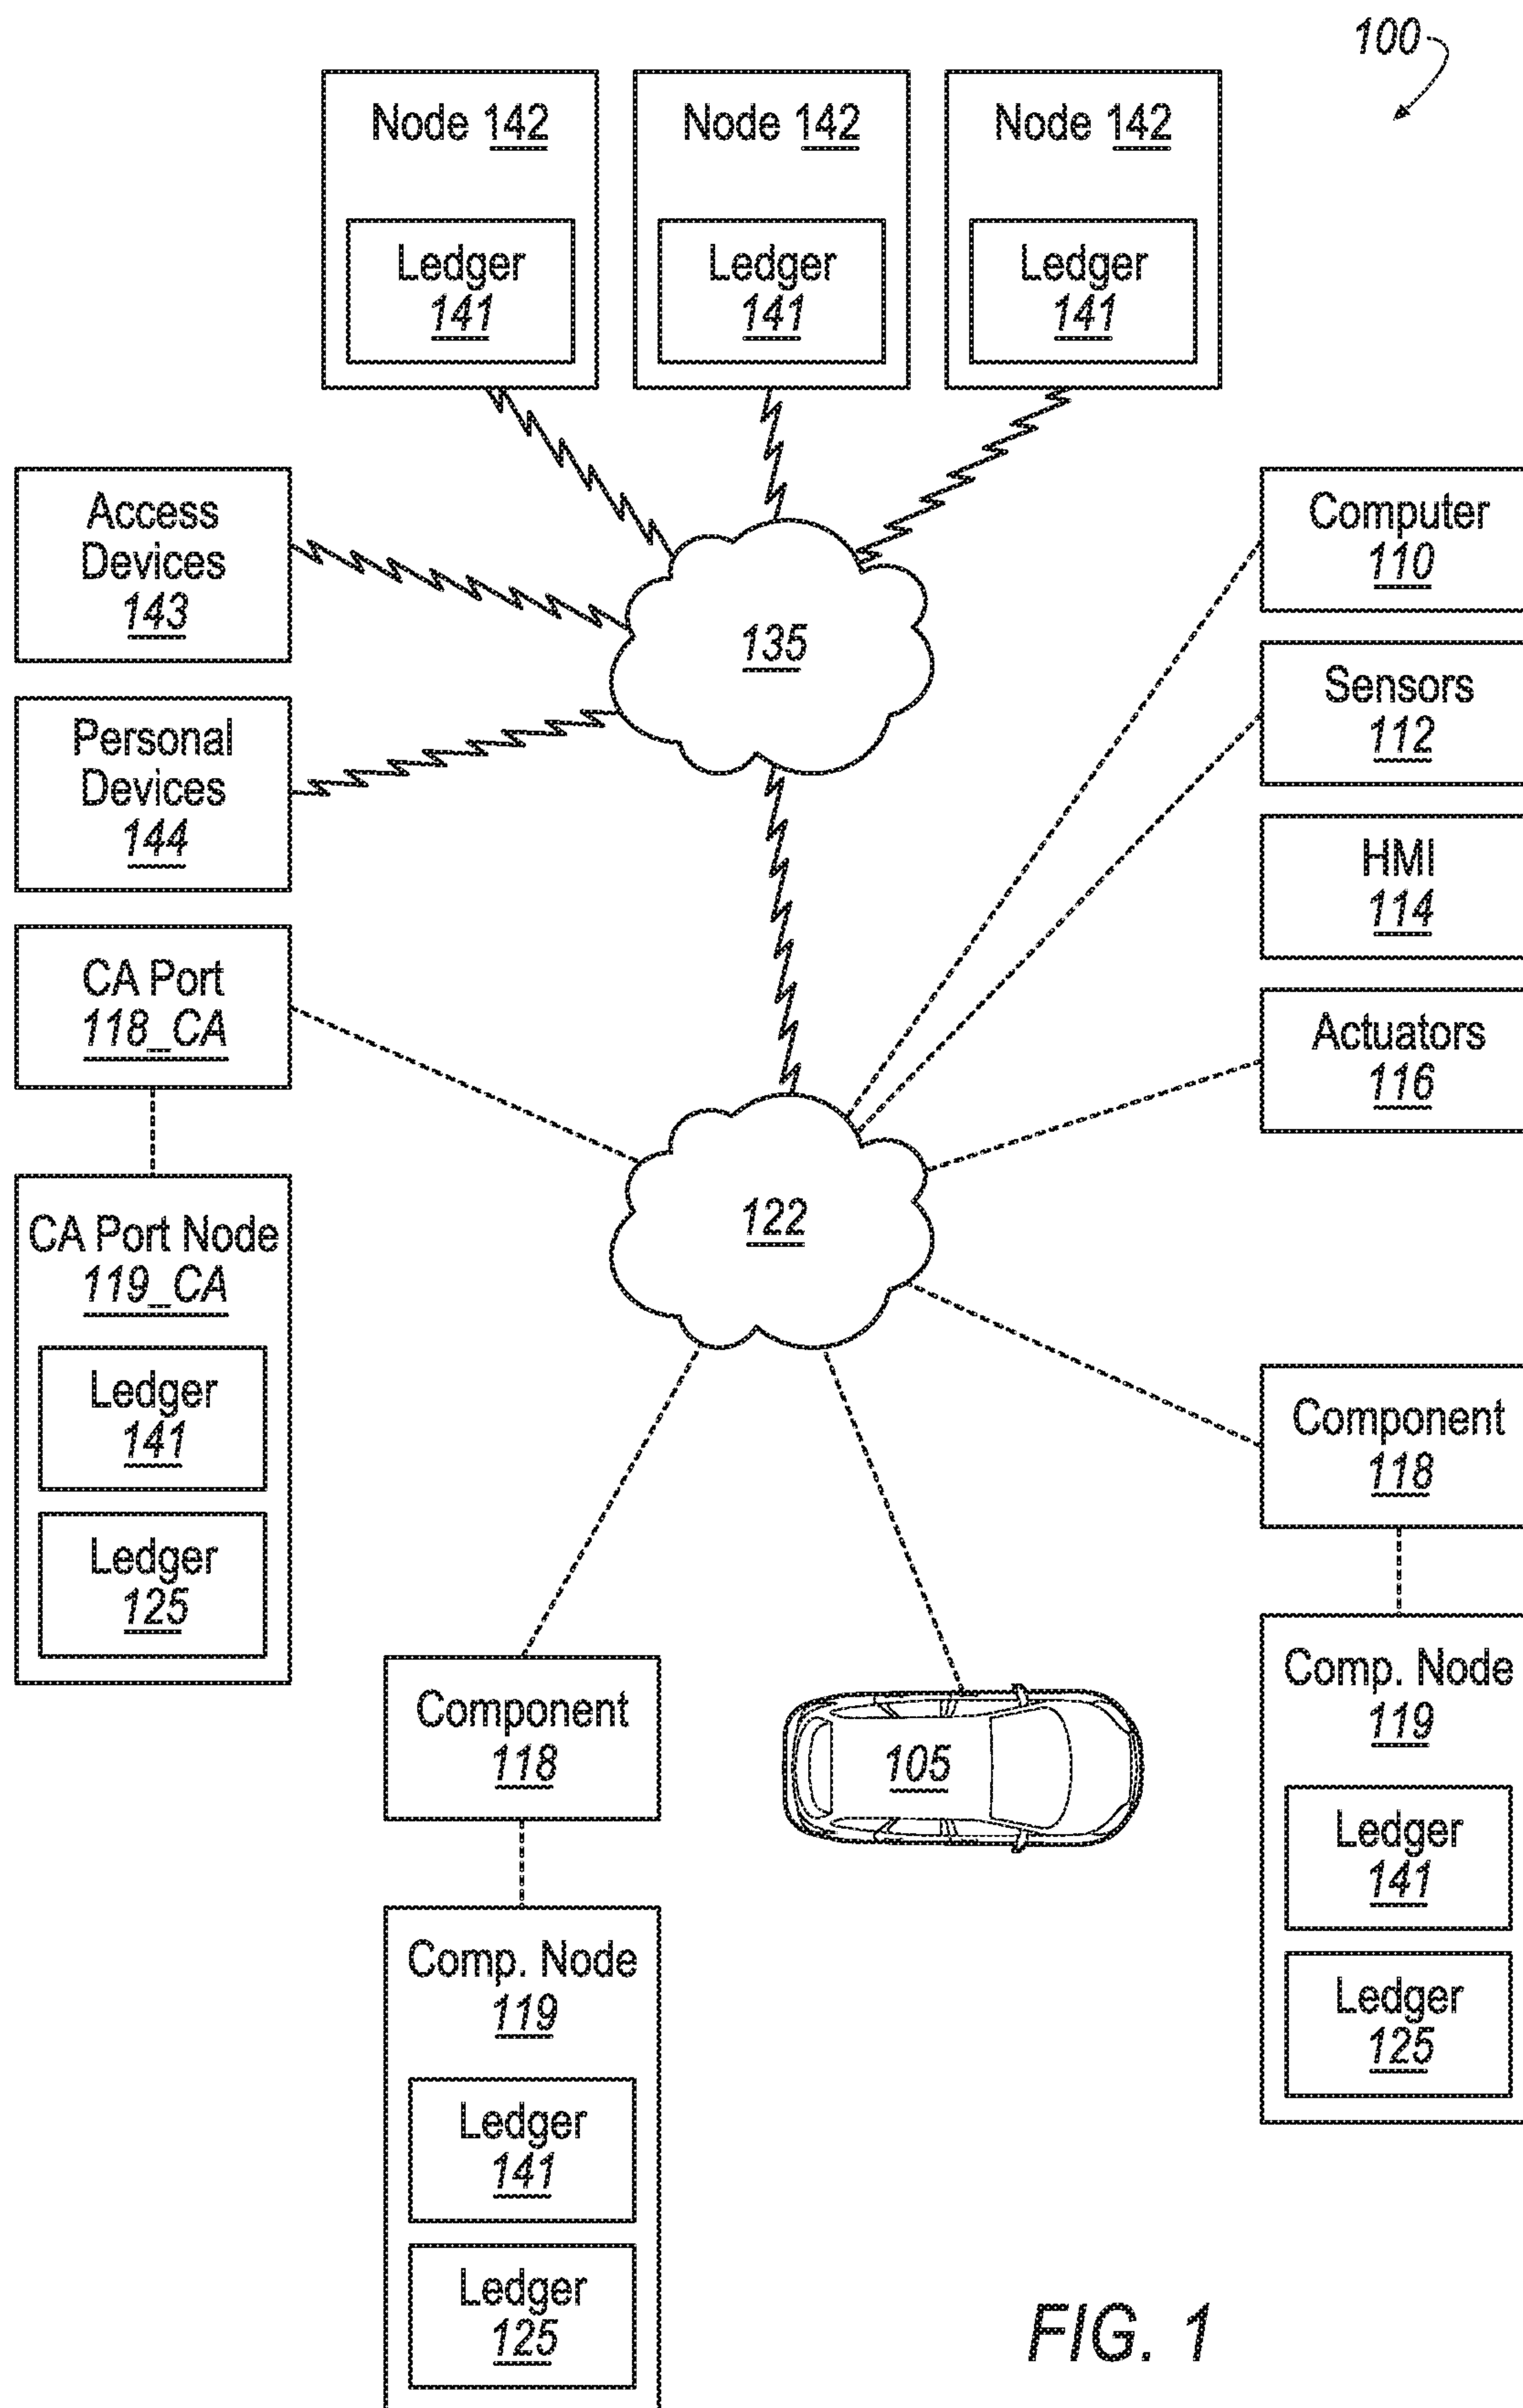 100
Node 142
Ledger
141
Node 142
Ledger
141
Node 142
Ledger
141
Access
Devices
143
Personal
Devices
144
135
Computer
110
Sensors
112
HMI
114
Actuators
116
CA Port
118_CA
CA Port Node
119_CA
Ledger
141
Ledger
125
122
Component
118
Comp. Node
119
Ledger
141
Ledger
125
105
Component
118
Comp. Node
119
Ledger
141
Ledger
125
FIG. 1